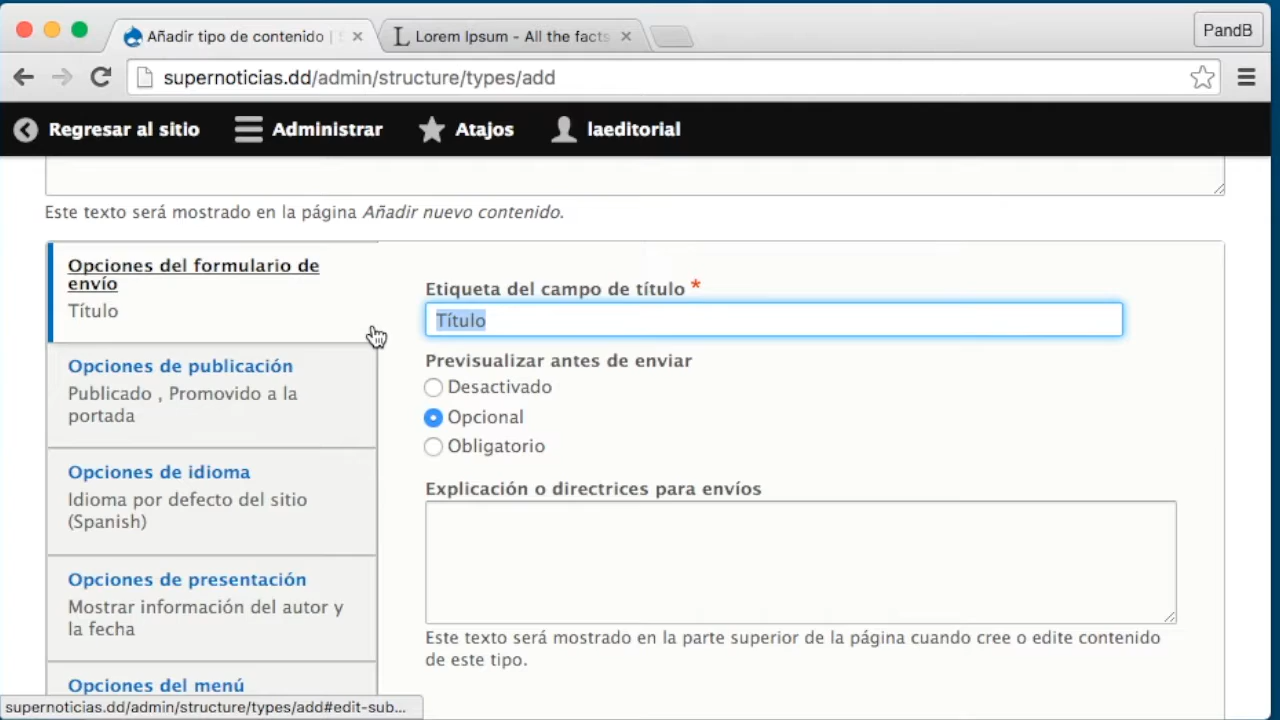 Añadir tipo de contenido |
Lorem Ipsum - All the facts
PandB
supernoticias.dd/admin/structure/types/add
Regresar al sitio
Administrar
Atajos
laeditorial
Este texto será mostrado en la página Añadir nuevo contenido.
Opciones del formulario de
envío
Título
Opciones de publicación
Publicado , Promovido a la
portada
Opciones de idioma
Idioma por defecto del sitio
(Spanish)
Opciones de presentación
Mostrar información del autor y
la fecha
Opciones del menú
Etiqueta del campo de título *
Título
Previsualizar antes de enviar
Desactivado
Opcional
Obligatorio
Explicación o directrices para envíos
Este texto será mostrado en la parte superior de la página cuando cree o edite contenido
de este tipo.
supernoticias.dd/admin/structure/types/add#edit-sub...